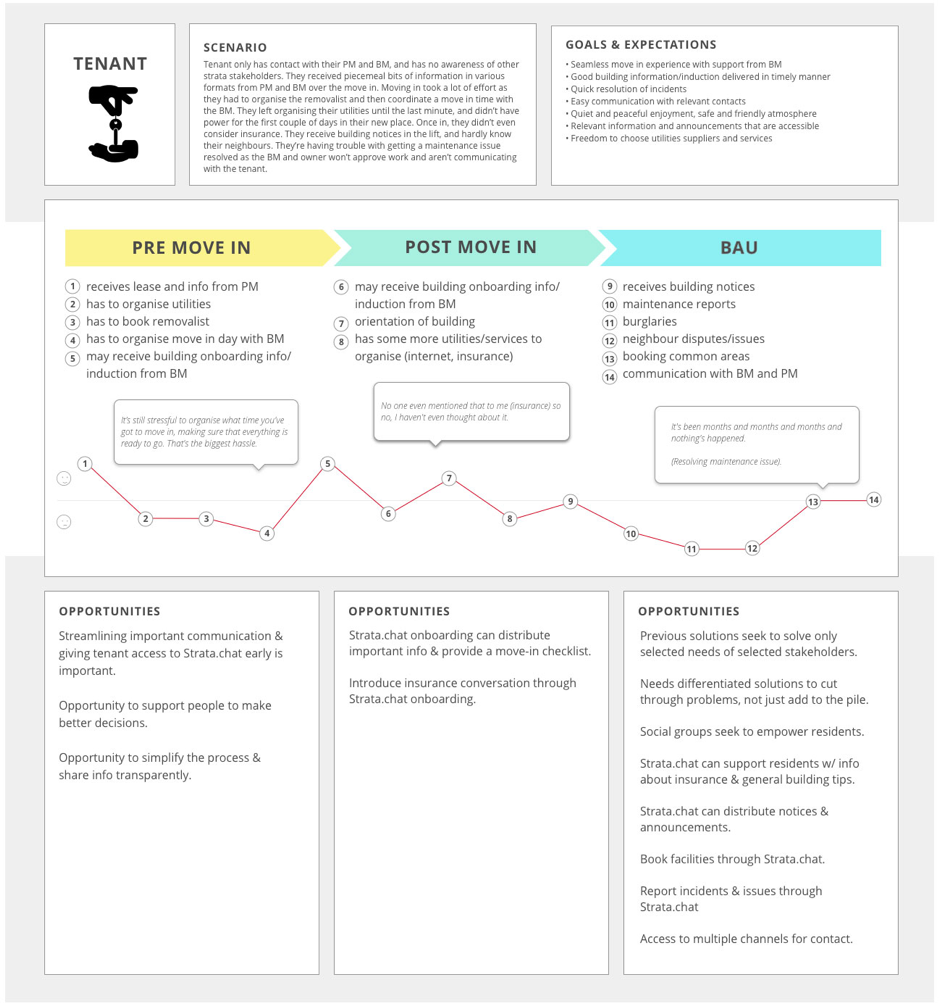 TENANT
SCENARIO
Tenant only has contact with their PM and BM, and has no awareness of other
strata stakeholders. They received piecemeal bits of information in various
formats from PM and BM over the move in. Moving in took a lot of effort as
they had to organise the removalist and then coordinate a move in time with
the BM. They left organising their utilities until the last minute, and didn't have
power for the first couple of days in their new place. Once in, they didn't even
consider insurance. They receive building notices in the lift, and hardly know
their neighbours. They're having trouble with getting a maintenance issue
resolved as the BM and owner won't approve work and aren't communicating
with the tenant.
GOALS & EXPECTATIONS
• Seamless move in experience with support from BM
• Good building information/induction delivered in timely manner
• Quick resolution of incidents
• Easy communication with relevant contacts
• Quiet and peaceful enjoyment, safe and friendly atmosphere
• Relevant information and announcements that are accessible
• Freedom to choose utilities suppliers and services
PRE MOVE IN
1 receives lease and info from PM
2 has to organise utilities
3 has to book removalist
4 has to organise move in day with BM
5 may receive building onboarding info/
induction from BM
POST MOVE IN
6 may receive building onboarding info/
induction from BM
7 orientation of building
8 has some more utilities/services to
organise (internet, insurance)
BAU
9 receives building notices
10 maintenance reports
11 burglaries
12 neighbour disputes/issues
13 booking common areas
14 communication with BM and PM
It's still stressful to organise what time you've
got to move in, making sure that everything is
ready to go. That's the biggest hassle.
No one even mentioned that to me (insurance) so
no, I haven't even thought about it.
It's been months and months and months and
nothing's happened.
(Resolving maintenance issue).
1
2
3
4
5
6
7
8
9
10
11
12
13
14
OPPORTUNITIES
Streamlining important communication &
giving tenant access to Strata.chat early is
important.
Opportunity to support people to make
better decisions.
Opportunity to simplify the process &
share info transparently.
OPPORTUNITIES
Strata.chat onboarding can distribute
important info & provide a move-in checklist.
Introduce insurance conversation through
Strata.chat onboarding.
OPPORTUNITIES
Previous solutions seek to solve only
selected needs of selected stakeholders.
Needs differentiated solutions to cut
through problems, not just add to the pile.
Social groups seek to empower residents.
Strata.chat can support residents w/ info
about insurance & general building tips.
Strata.chat can distribute notices &
announcements.
Book facilities through Strata.chat.
Report incidents & issues through
Strata.chat
Access to multiple channels for contact.